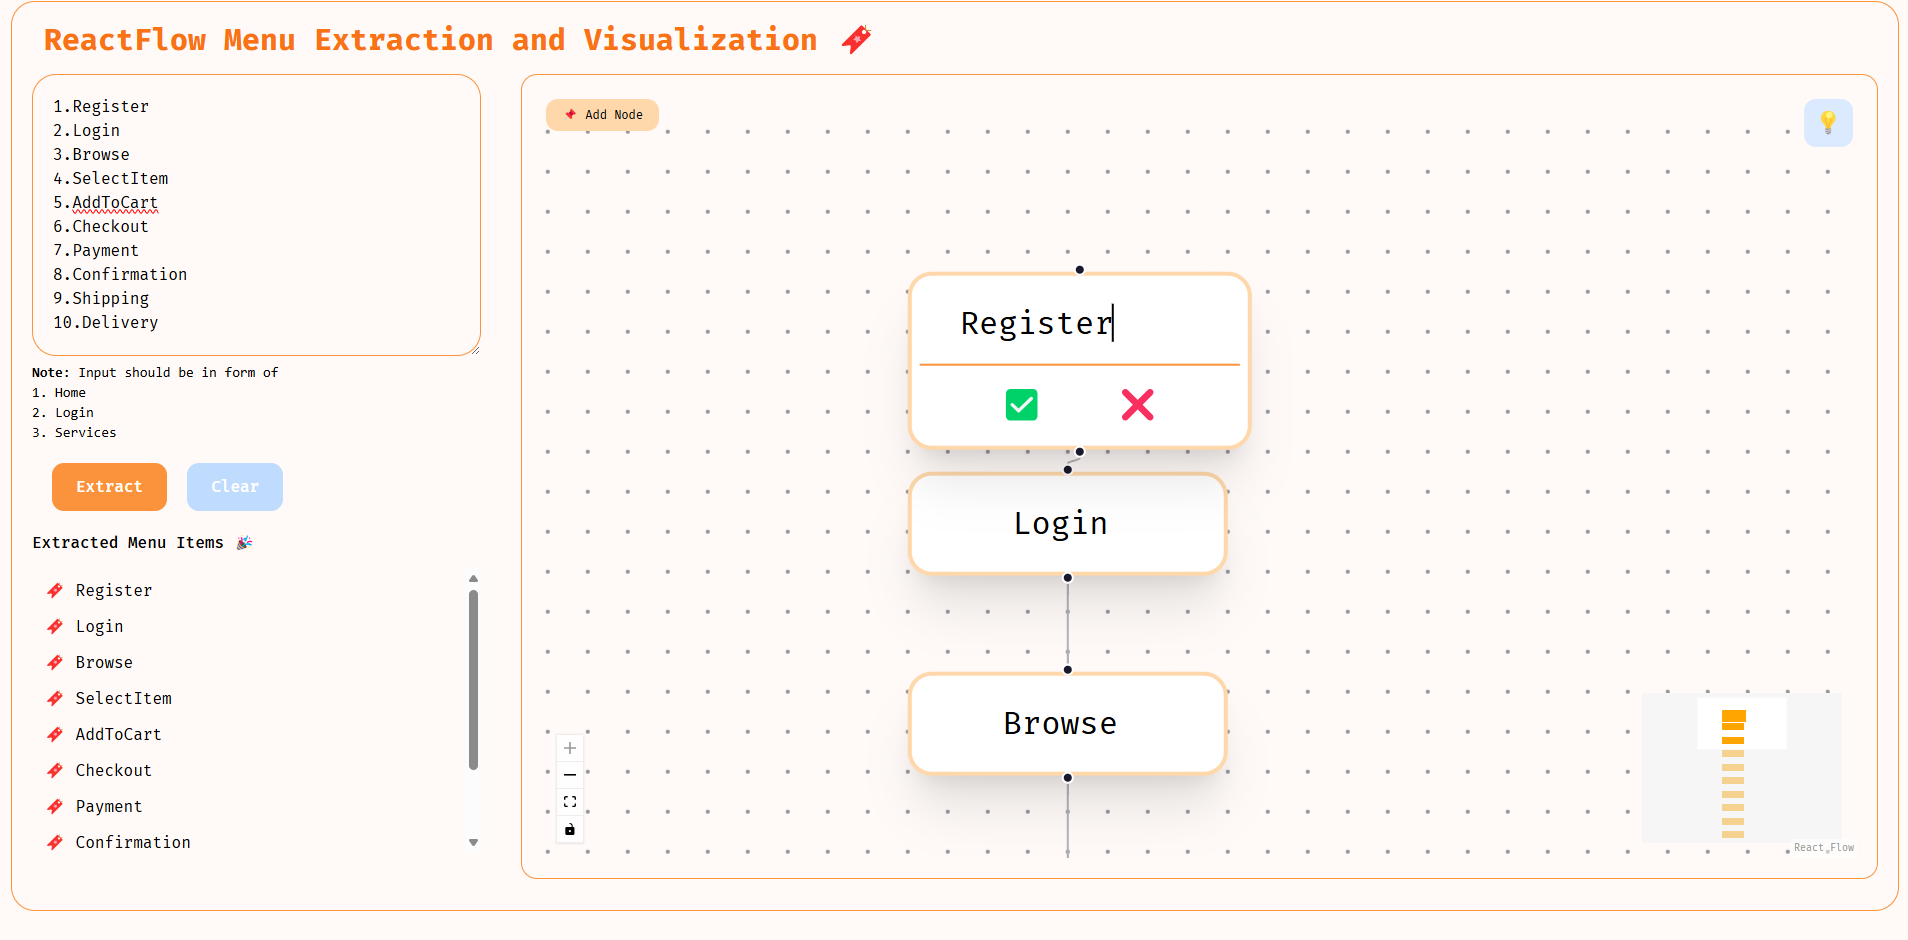 ReactFlow Menu Extraction and Visualization
1.Register
2.Login
3.Browse
4.SelectItem
5.AddToCart
6.Checkout
7.Payment
8.Confirmation
9.Shipping
10.Delivery
Note: Input should be in form of
1. Home
2. Login
3. Services
Extract
Clear
Extracted Menu Items
Register
Login
Browse
SelectItem
AddToCart
Checkout
Payment
Confirmation
Add Node
Register
Login
Browse
React Flow